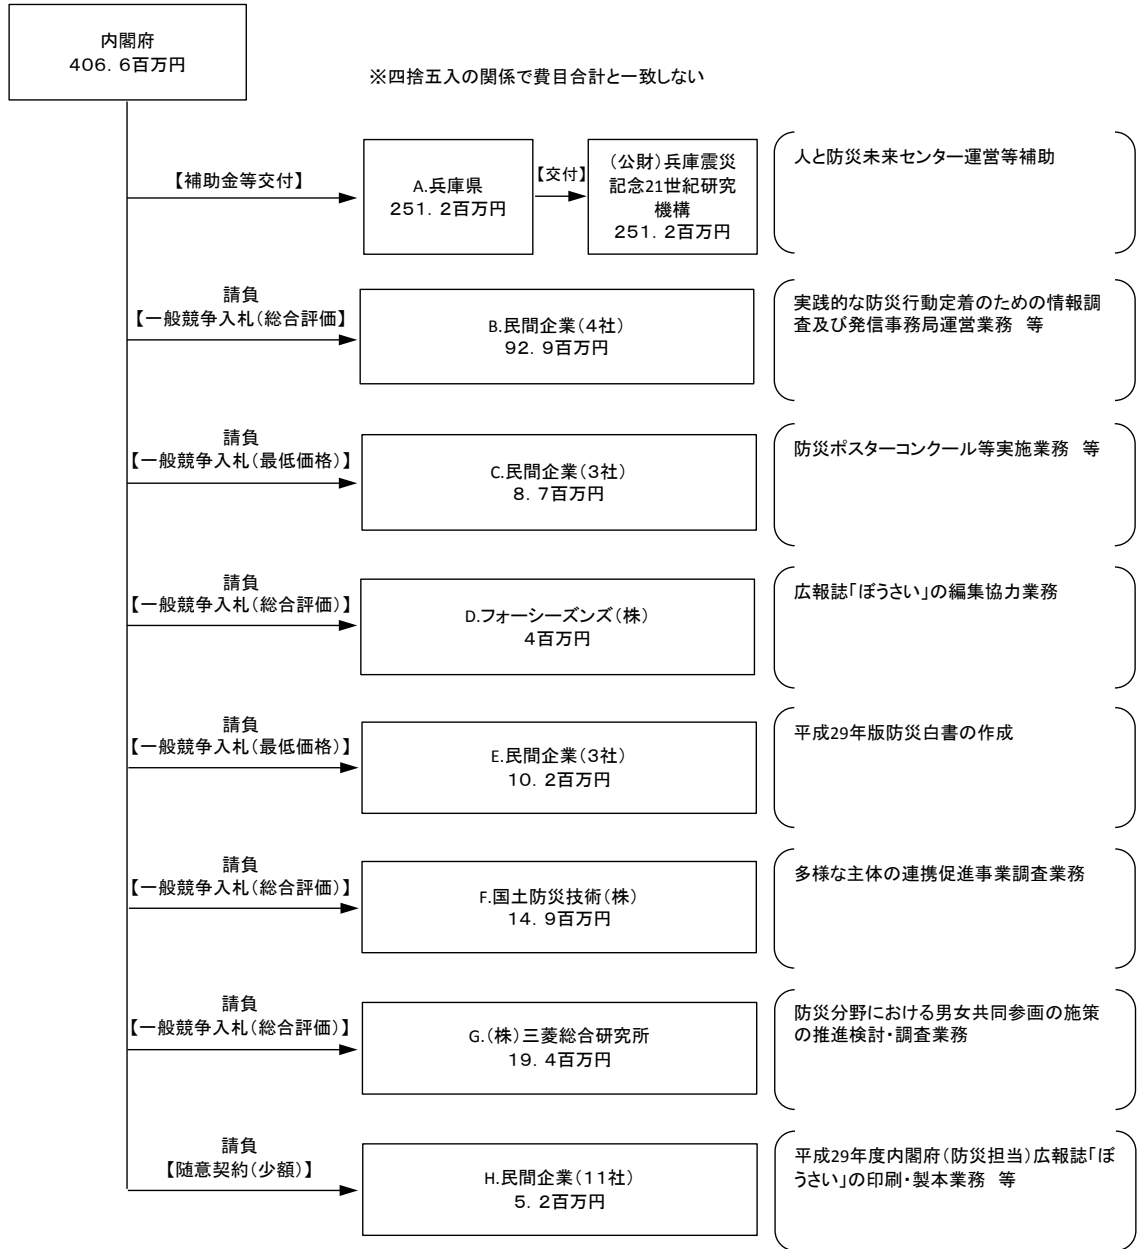 内閣府
406．6百万円
※四捨五入の関係で費目合計と一致しない
【補助金等交付】
A.兵庫県
251．2百万円
【交付】
（公財）兵庫震災
記念21世紀研究
機構
251．2百万円
人と防災未来センター運営等補助
請負
【一般競争入札（総合評価】
B.民間企業（4社）
92．9百万円
実践的な防災行動定着のための情報調
査及び発信事務局運営業務　等
請負
【一般競争入札（最低価格）】
C.民間企業（3社）
8．7百万円
防災ポスターコンクール等実施業務　等
請負
【一般競争入札（総合評価）】
D.フォーシーズンズ（株）
4百万円
広報誌「ぼうさい」の編集協力業務
請負
【一般競争入札（最低価格）】
E.民間企業（3社）
10．2百万円
平成29年版防災白書の作成
請負
【一般競争入札（総合評価）】
F.国土防災技術（株）
14．9百万円
多様な主体の連携促進事業調査業務
請負
【一般競争入札（総合評価）】
G.（株）三菱総合研究所
19．4百万円
防災分野における男女共同参画の施策
の推進検討・調査業務
請負
【随意契約（少額）】
H.民間企業（11社）
5．2百万円
平成29年度内閣府（防災担当）広報誌「ぼ
うさい」の印刷・製本業務　等